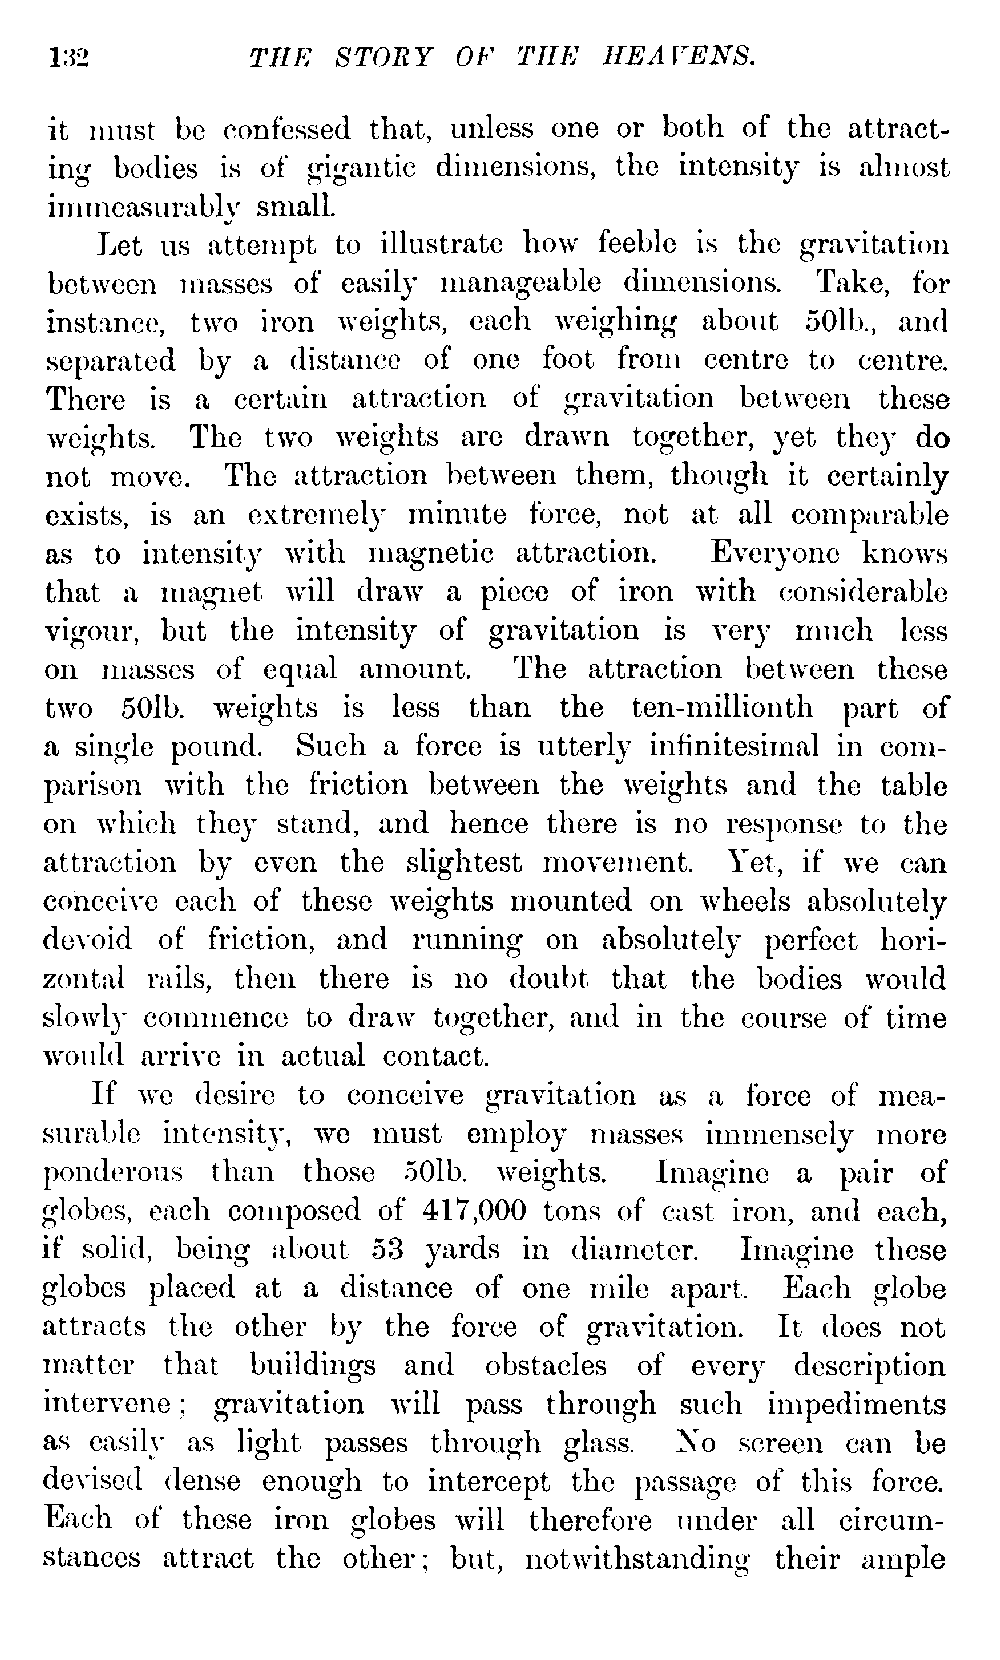 132 THE STORY OF THE HEAVENS.
it must be confessed that, unless one or both of the attract-
ing bodies is of gigantic dimensions, the intensity is almost
immeasurably small.
Let us attempt to illustrate how feeble is the gravitation
between masses of easily manageable dimensions. Take, for
instance, two iron weights, each weighing about 50lb., and
separated by a distance of one foot from centre to centre.
There is a certain attraction of gravitation between these
weights. The two weights are drawn together, yet they do
not move. The attraction between them, though it certainly
exists, is an extremely minute force, not at all comparable
as to intensity with magnetic attraction. Everyone knows
that a magnet will draw a piece of iron with considerable
vigour, but the intensity of gravitation is very much less
on masses of equal amount. The attraction between these
two 50lb. weights is less than the ten-millionth part of
a single pound. Such a force is utterly infinitesimal in com-
parison with the friction between the weights and the table
on which they stand, and hence there is no response to the
attraction by even the slightest movement. Yet, if we can
conceive each of these weights mounted on wheels absolutely
devoid of friction, and running on absolutely perfect hori-
zontal rails, then there is no doubt that the bodies would
slowly commence to draw together, and in the course of time
would arrive in actual contact.
If we desire to conceive gravitation as a force of mea-
surable intensity, we must employ masses immensely more
ponderous than those 50lb. weights. Imagine a pair of
globes, each composed of 417,000 tons of cast iron, and each,
if solid, being about 53 yards in diameter. Imagine these
globes placed at a distance of one mile apart. Each globe
attracts the other by the force of gravitation. It does not
matter that buildings and obstacles of every description
intervene; gravitation will pass through such impediments
as easily as light passes through glass. No screen can be
devised dense enough to intercept the passage of this force.
Each of these iron globes will therefore under all circum-
stances attract the other; but, notwithstanding their ample